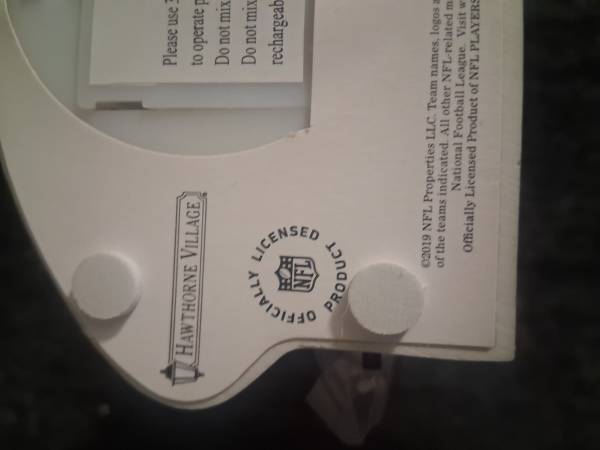 Please use 3
to operate p
Do not mix
Do not mix
rechargeab
HAWTHORNE VILLAGE
OFFICIALLY LICENSED PRODUCT
NFL
©2019 NFL Properties LLC. Team names, logos a
of the teams indicated. All other NFL-related m
National Football League. Visit w
Officially Licensed Product of NFL PLAYERS